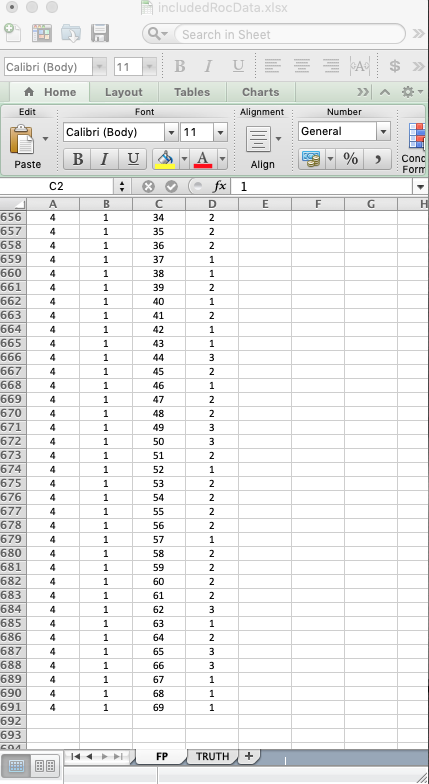 includedRocData.xlsx
Search in Sheet
Calibri (Body) 11 B I U $
Home Layout Tables Charts
Edit Font Alignment Number
Calibri (Body) 11 General
Paste B I U A Align % , Cond
Form
C2 fx 1
A B C D E F G H
656 4 1 34 2
657 4 1 35 2
658 4 1 36 2
659 4 1 37 1
660 4 1 38 1
661 4 1 39 2
662 4 1 40 1
663 4 1 41 2
664 4 1 42 1
665 4 1 43 1
666 4 1 44 3
667 4 1 45 2
668 4 1 46 1
669 4 1 47 2
670 4 1 48 2
671 4 1 49 3
672 4 1 50 3
673 4 1 51 2
674 4 1 52 1
675 4 1 53 2
676 4 1 54 2
677 4 1 55 2
678 4 1 56 2
679 4 1 57 1
680 4 1 58 2
681 4 1 59 2
682 4 1 60 2
683 4 1 61 2
684 4 1 62 3
685 4 1 63 1
686 4 1 64 2
687 4 1 65 3
688 4 1 66 3
689 4 1 67 1
690 4 1 68 1
691 4 1 69 1
692
693
694
FP TRUTH +